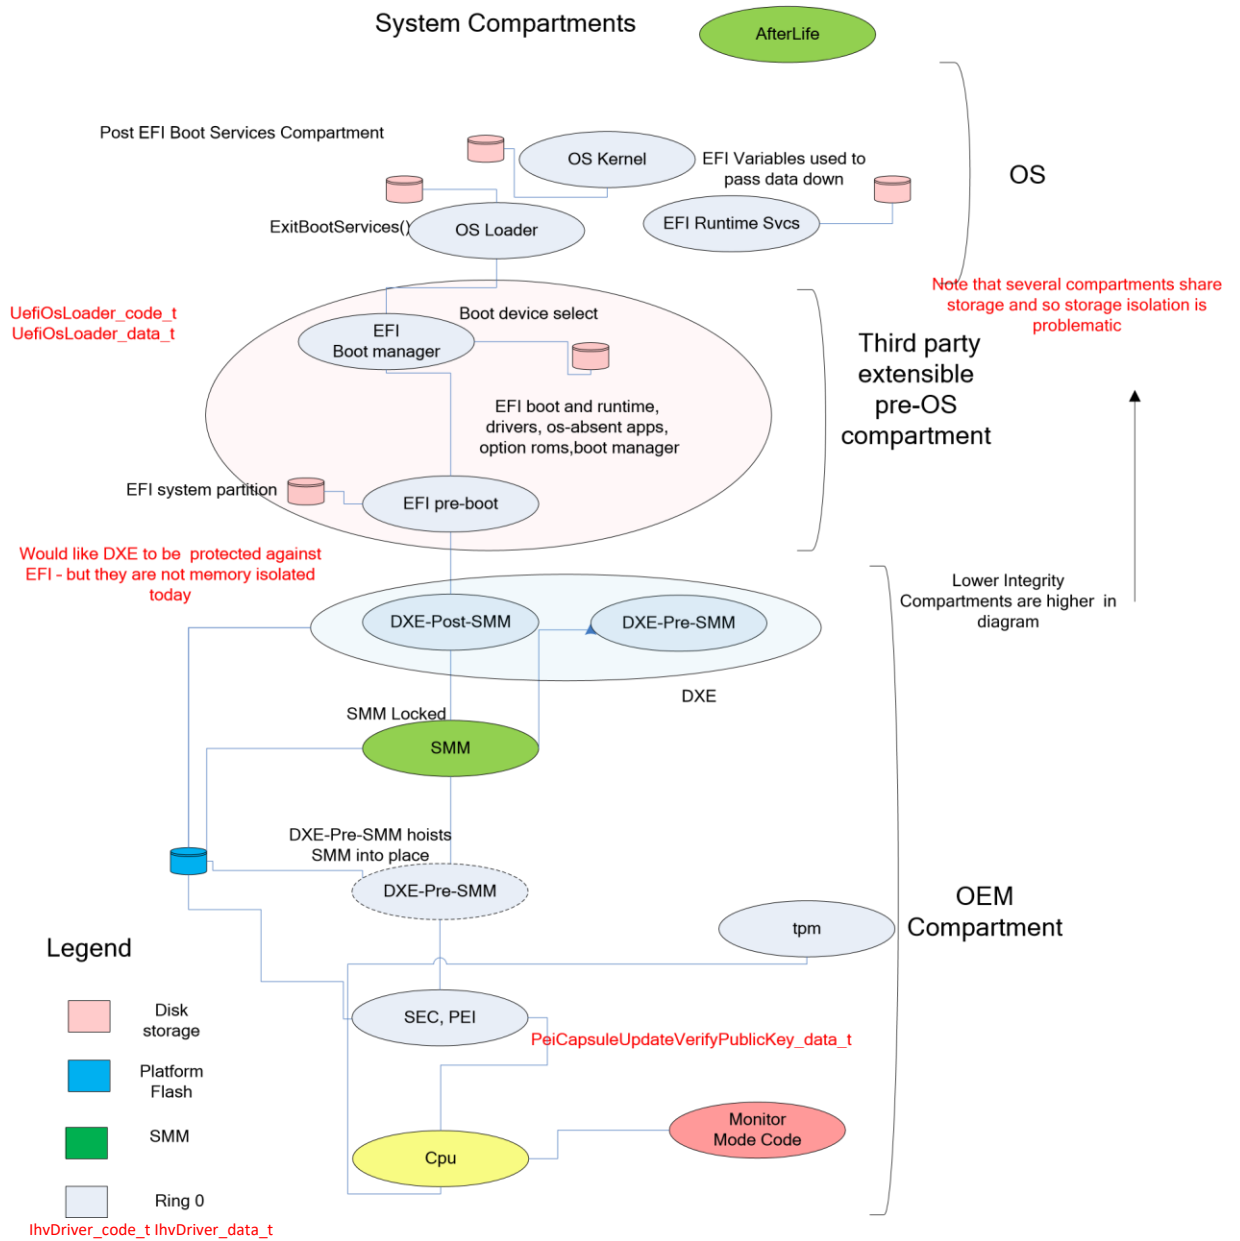 System Compartments
AfterLife
Post EFI Boot Services Compartment
OS Kernel
EFI Variables used to
pass data down
OS
ExitBootServices()
OS Loader
EFI Runtime Svcs
Note that several compartments share
storage and so storage isolation is
problematic
UefiOsLoader_code_t
UefiOsLoader_data_t
Boot device select
EFI
Boot manager
Third party
extensible
pre-OS
compartment
EFI boot and runtime,
drivers, os-absent apps,
option roms,boot manager
EFI system partition
EFI pre-boot
Would like DXE to be  protected against
EFI - but they are not memory isolated
today
Lower Integrity
Compartments are higher  in
diagram
DXE-Post-SMM
DXE-Pre-SMM
DXE
SMM Locked
SMM
DXE-Pre-SMM hoists
SMM into place
DXE-Pre-SMM
OEM
Compartment
tpm
Legend
Disk
storage
SEC, PEI
PeiCapsuleUpdateVerifyPublicKey_data_t
Platform
Flash
Monitor
Mode Code
SMM
Cpu
Ring 0
IhvDriver_code_t IhvDriver_data_t